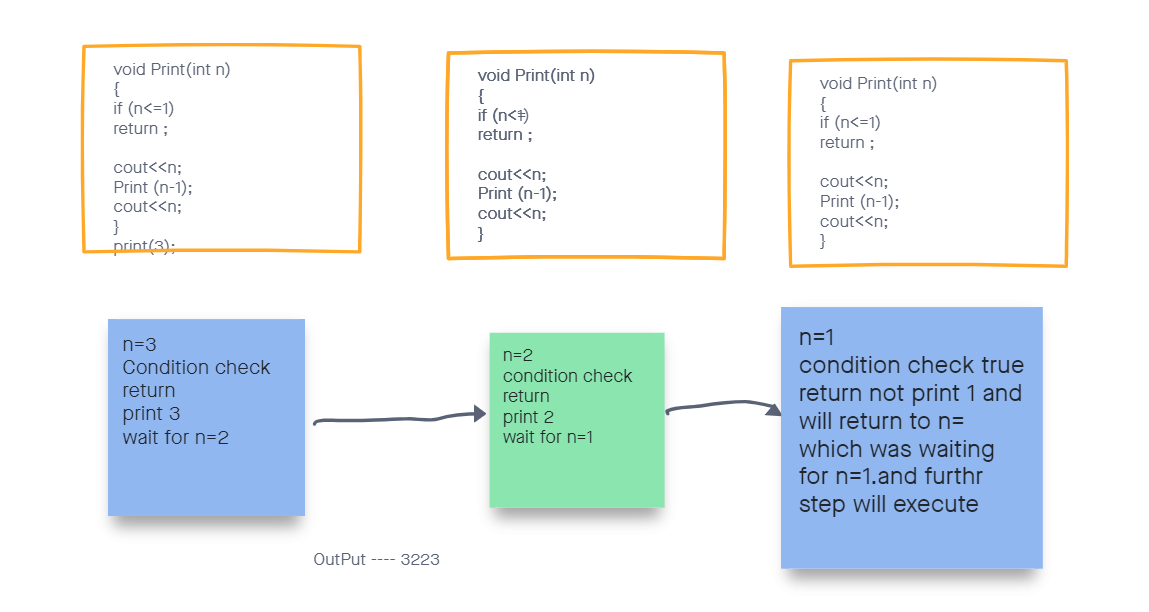 void Print(int n)
{
if (n<=1)
return ;
cout<<n;
Print (n-1);
cout<<n;
}
print(3);
void Print(int n)
{
if (n<=1)
return ;
cout<<n;
Print (n-1);
cout<<n;
}
void Print(int n)
{
if (n<=1)
return ;
cout<<n;
Print (n-1);
cout<<n;
}
n=3
Condition check
return
print 3
wait for n=2
n=2
condition check
return
print 2
wait for n=1
n=1
condition check true
return not print 1 and
will return to n=
which was waiting
for n=1.and furthr
step will execute
OutPut ---- 3223